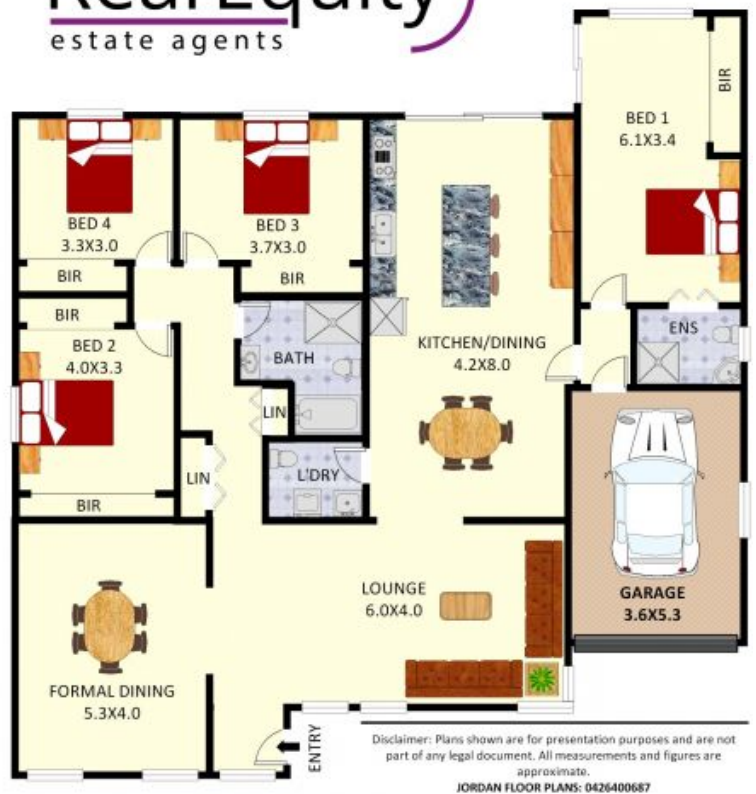 RealEquity
estate agents
BIR
BED 1
6.1X3.4
BED 4
3.3X3.0
BIR
BED 3
3.7X3.0
BIR
BIR
BED 2
4.0X3.3
BIR
BATH
LIN
LIN
L'DRY
KITCHEN/DINING
4.2X8.0
ENS
GARAGE
3.6X5.3
LOUNGE
6.0X4.0
FORMAL DINING
5.3X4.0
ENTRY
Disclaimer: Plans shown are for presentation purposes and are not
part of any legal document. All measurements and figures are
approximate.
JORDAN FLOOR PLANS: 0426400687